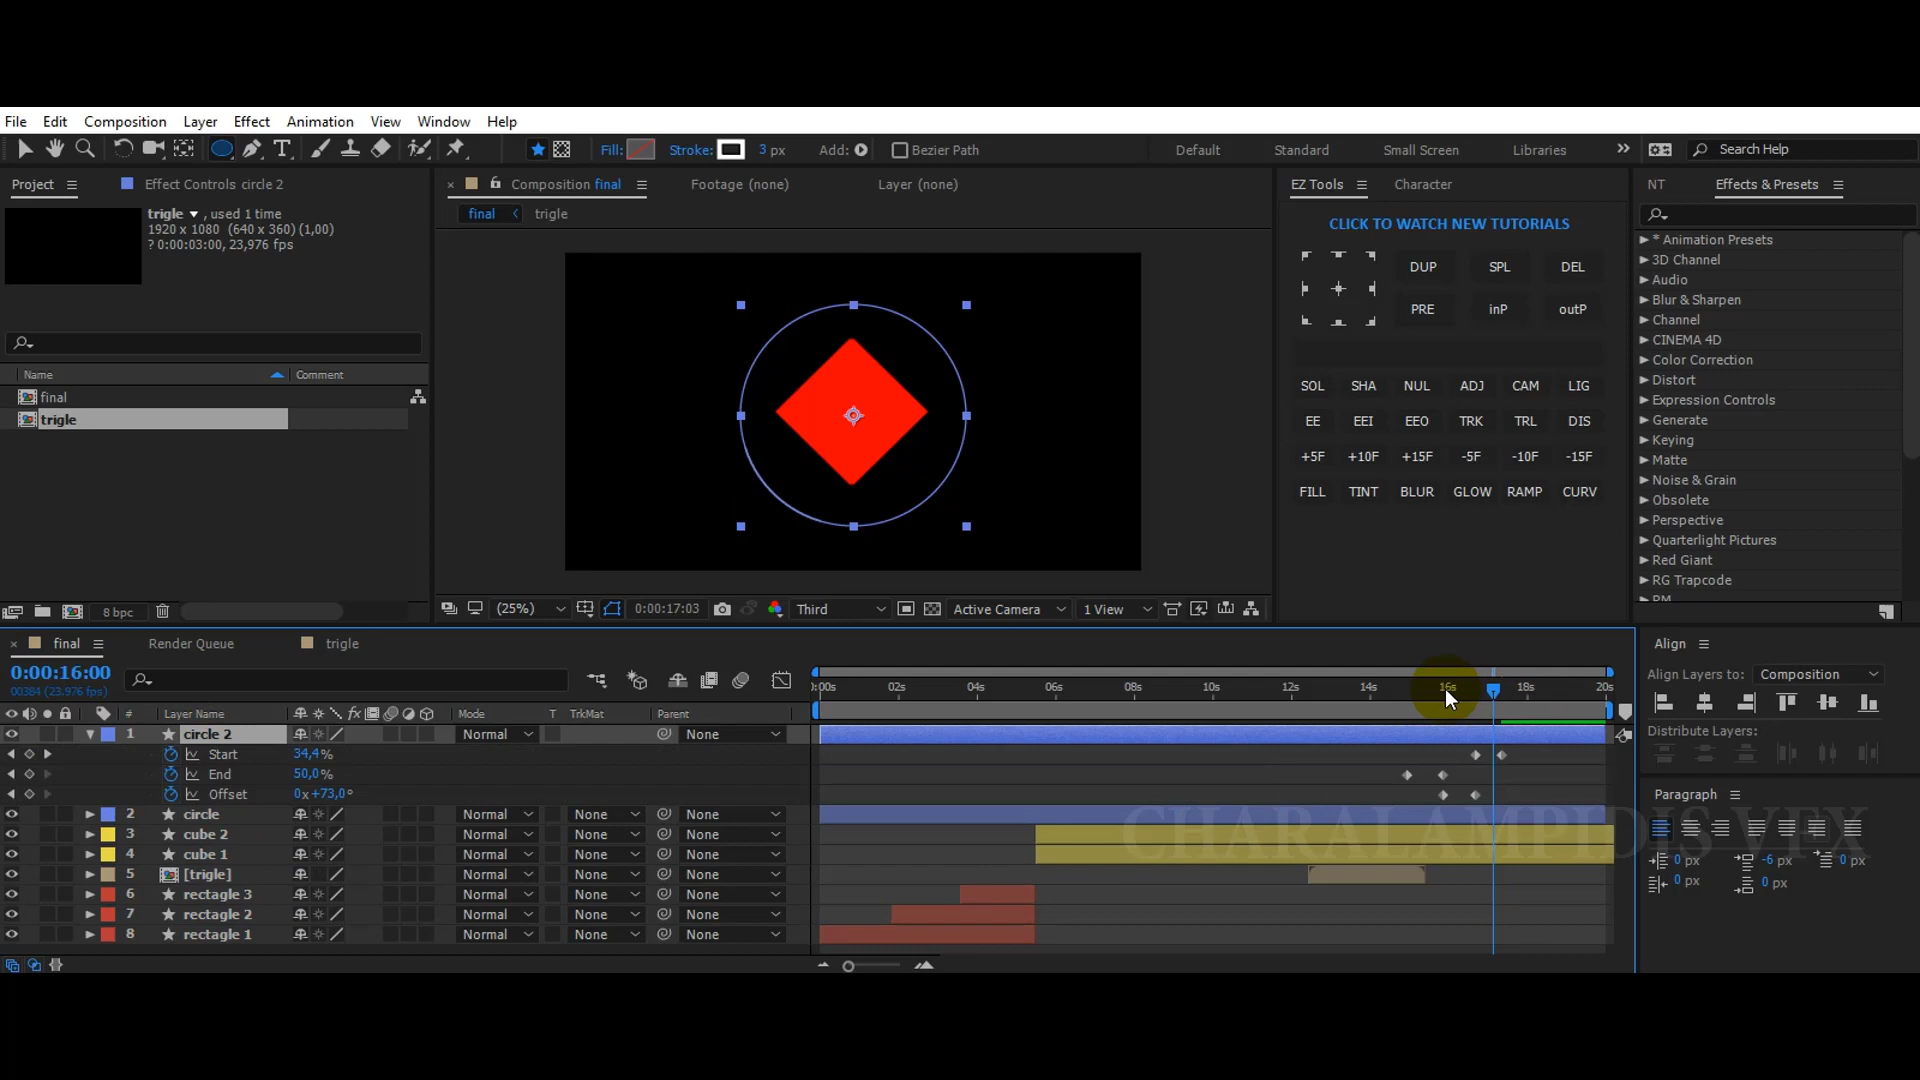 File Edit Composition Layer Effect Animation View Window Help
Fill: Stroke: 3 px Add: Bezier Path Default Standard Small Screen Libraries » Search Help
Project Effect Controls circle 2
Composition final Footage (none) Layer (none)
EZ Tools Character
NT Effects & Presets
trigle , used 1 time
1920 x 1080 (640 x 360) (1,00)
? 0:00:03:00, 23,976 fps
final trigle
CLICK TO WATCH NEW TUTORIALS
DUP SPL DEL
PRE inP outP
SOL SHA NUL ADJ CAM LIG
EE EEI EEO TRK TRL DIS
+5F +10F +15F -5F -10F -15F
FILL TINT BLUR GLOW RAMP CURV
* Animation Presets
3D Channel
Audio
Blur & Sharpen
Channel
CINEMA 4D
Color Correction
Distort
Expression Controls
Generate
Keying
Matte
Noise & Grain
Obsolete
Perspective
Quarterlight Pictures
Red Giant
RG Trapcode
Name Comment
final
trigle
8 bpc
(25%) 0:00:17:03 Third Active Camera 1 View
final Render Queue trigle
0:00:16:00
00384 (23.976 fps)
:00s 02s 04s 06s 08s 10s 12s 14s 16s 18s 20s
# Layer Name fx Mode T TrkMat Parent
1 circle 2 Normal None
Start 34,4%
End 50,0%
Offset 0x+73,0°
2 circle Normal None None
3 cube 2 Normal None None
4 cube 1 Normal None None
5 [trigle] Normal None None
6 rectagle 3 Normal None None
7 rectagle 2 Normal None None
8 rectagle 1 Normal None None
CHARALAMPIDIS VFX
Align
Align Layers to: Composition
Distribute Layers:
Paragraph
0 px -6 px 0 px
0 px 0 px